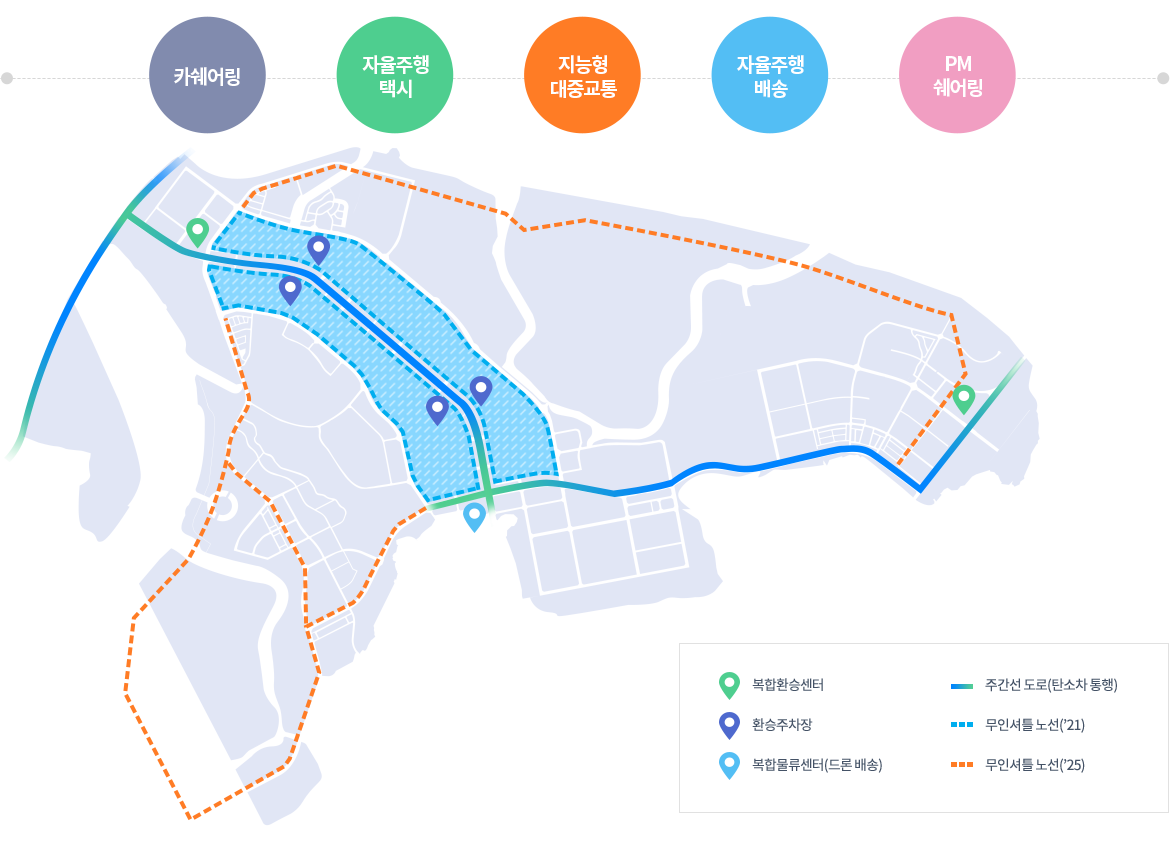 카쉐어링
자율주행
택시
지능형
대중교통
자율주행
배송
PM
쉐어링
복합환승센터
주간선 도로(탄소차 통행)
환승주차장
무인셔틀 노선('21)
복합물류센터(드론 배송)
무인셔틀 노선('25)